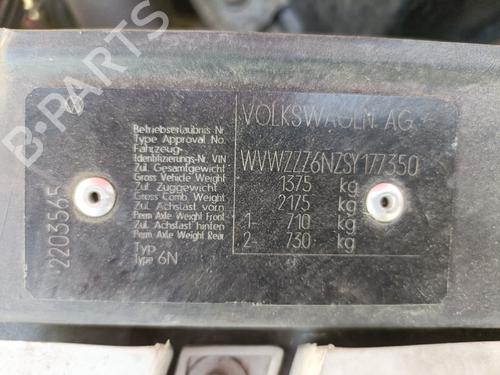 VOLKSWAGEN AG
Betriebserlaubnis Nr
Type Approval No.
Fahrzeug-
Identifizierungs-Nr. VIN WVWZZZ6NZSY177350
Zul. Gesamtgewicht
Gross Vehicle Weight 1375 kg
Zul. Zuggewicht
Gross Comb. Weight 2175 kg
Zul. Achslast vorn
Perm Axle Weight Front 1- 710 kg
Zul. Achslast hinten
Perm. Axle Weight Rear 2- 730 kg
Typ
Type 6N
2203565